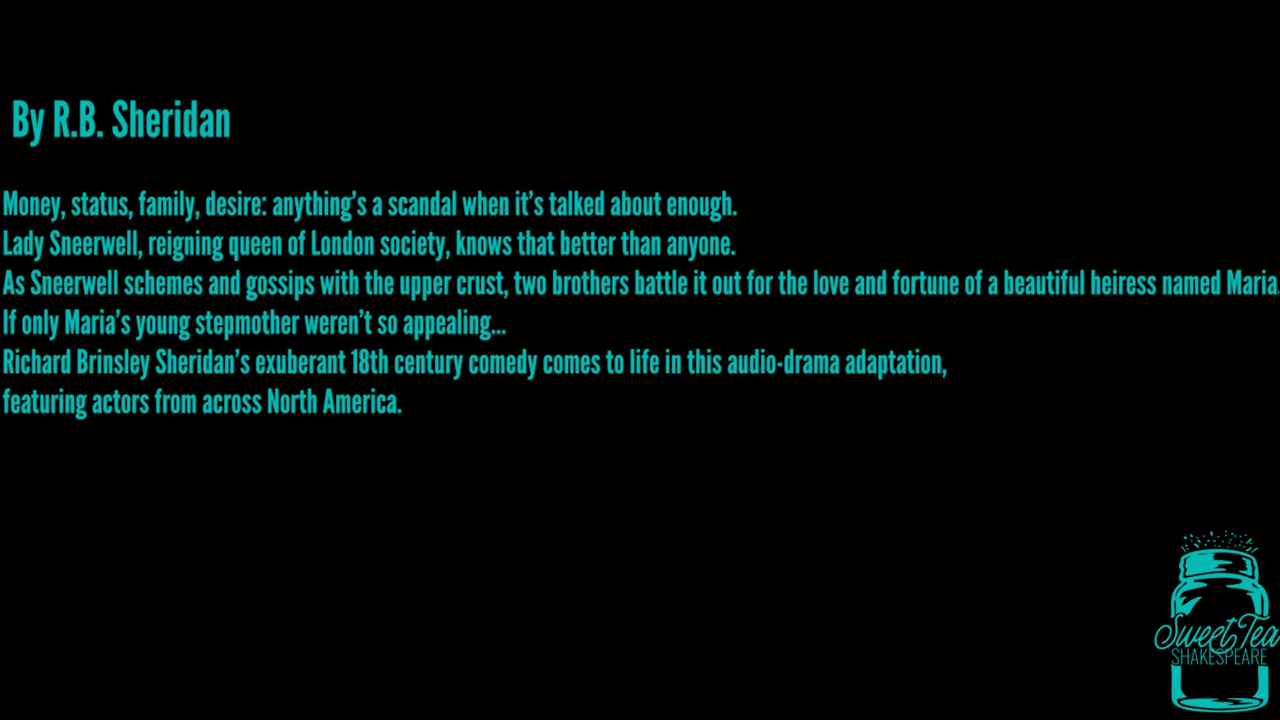 By R.B. Sheridan
Money, status, family, desire: anything’s a scandal when it’s talked about enough.
Lady Sneerwell, reigning queen of London society, knows that better than anyone.
As Sneerwell schemes and gossips with the upper crust, two brothers battle it out for the love and fortune of a beautiful heiress named Maria.
If only Maria’s young stepmother weren’t so appealing...
Richard Brinsley Sheridan’s exuberant 18th century comedy comes to life in this audio-drama adaptation,
featuring actors from across North America.
Sweet Tea
SHAKESPEARE